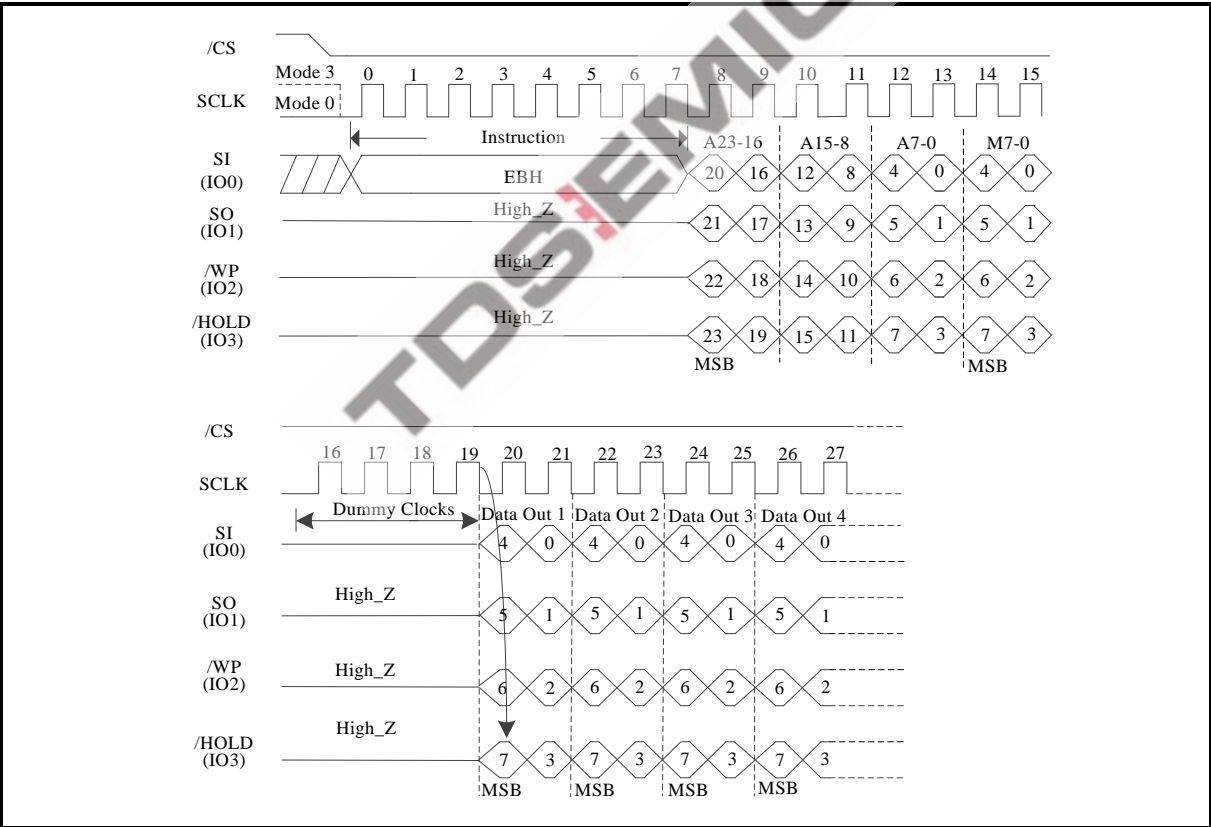 /CS
Mode 3 0 1 2 3 4 5 6 7 8 9 10 11 12 13 14 15
SCLK Mode 0
Instruction A23-16 A15-8 A7-0 M7-0
SI
(IO0) EBH 20 16 12 8 4 0 4 0
SO
(IO1) High_Z 21 17 13 9 5 1 5 1
/WP
(IO2) High_Z 22 18 14 10 6 2 6 2
/HOLD
(IO3) High_Z 23 19 15 11 7 3 7 3
MSB MSB
/CS
16 17 18 19 20 21 22 23 24 25 26 27
SCLK
Dummy Clocks Data Out 1 Data Out 2 Data Out 3 Data Out 4
SI
(IO0) 4 0 4 0 4 0 4 0
SO
(IO1) High_Z 5 1 5 1 5 1 5 1
/WP
(IO2) High_Z 6 2 6 2 6 2 6 2
/HOLD
(IO3) High_Z 7 3 7 3 7 3 7 3
MSB MSB MSB MSB